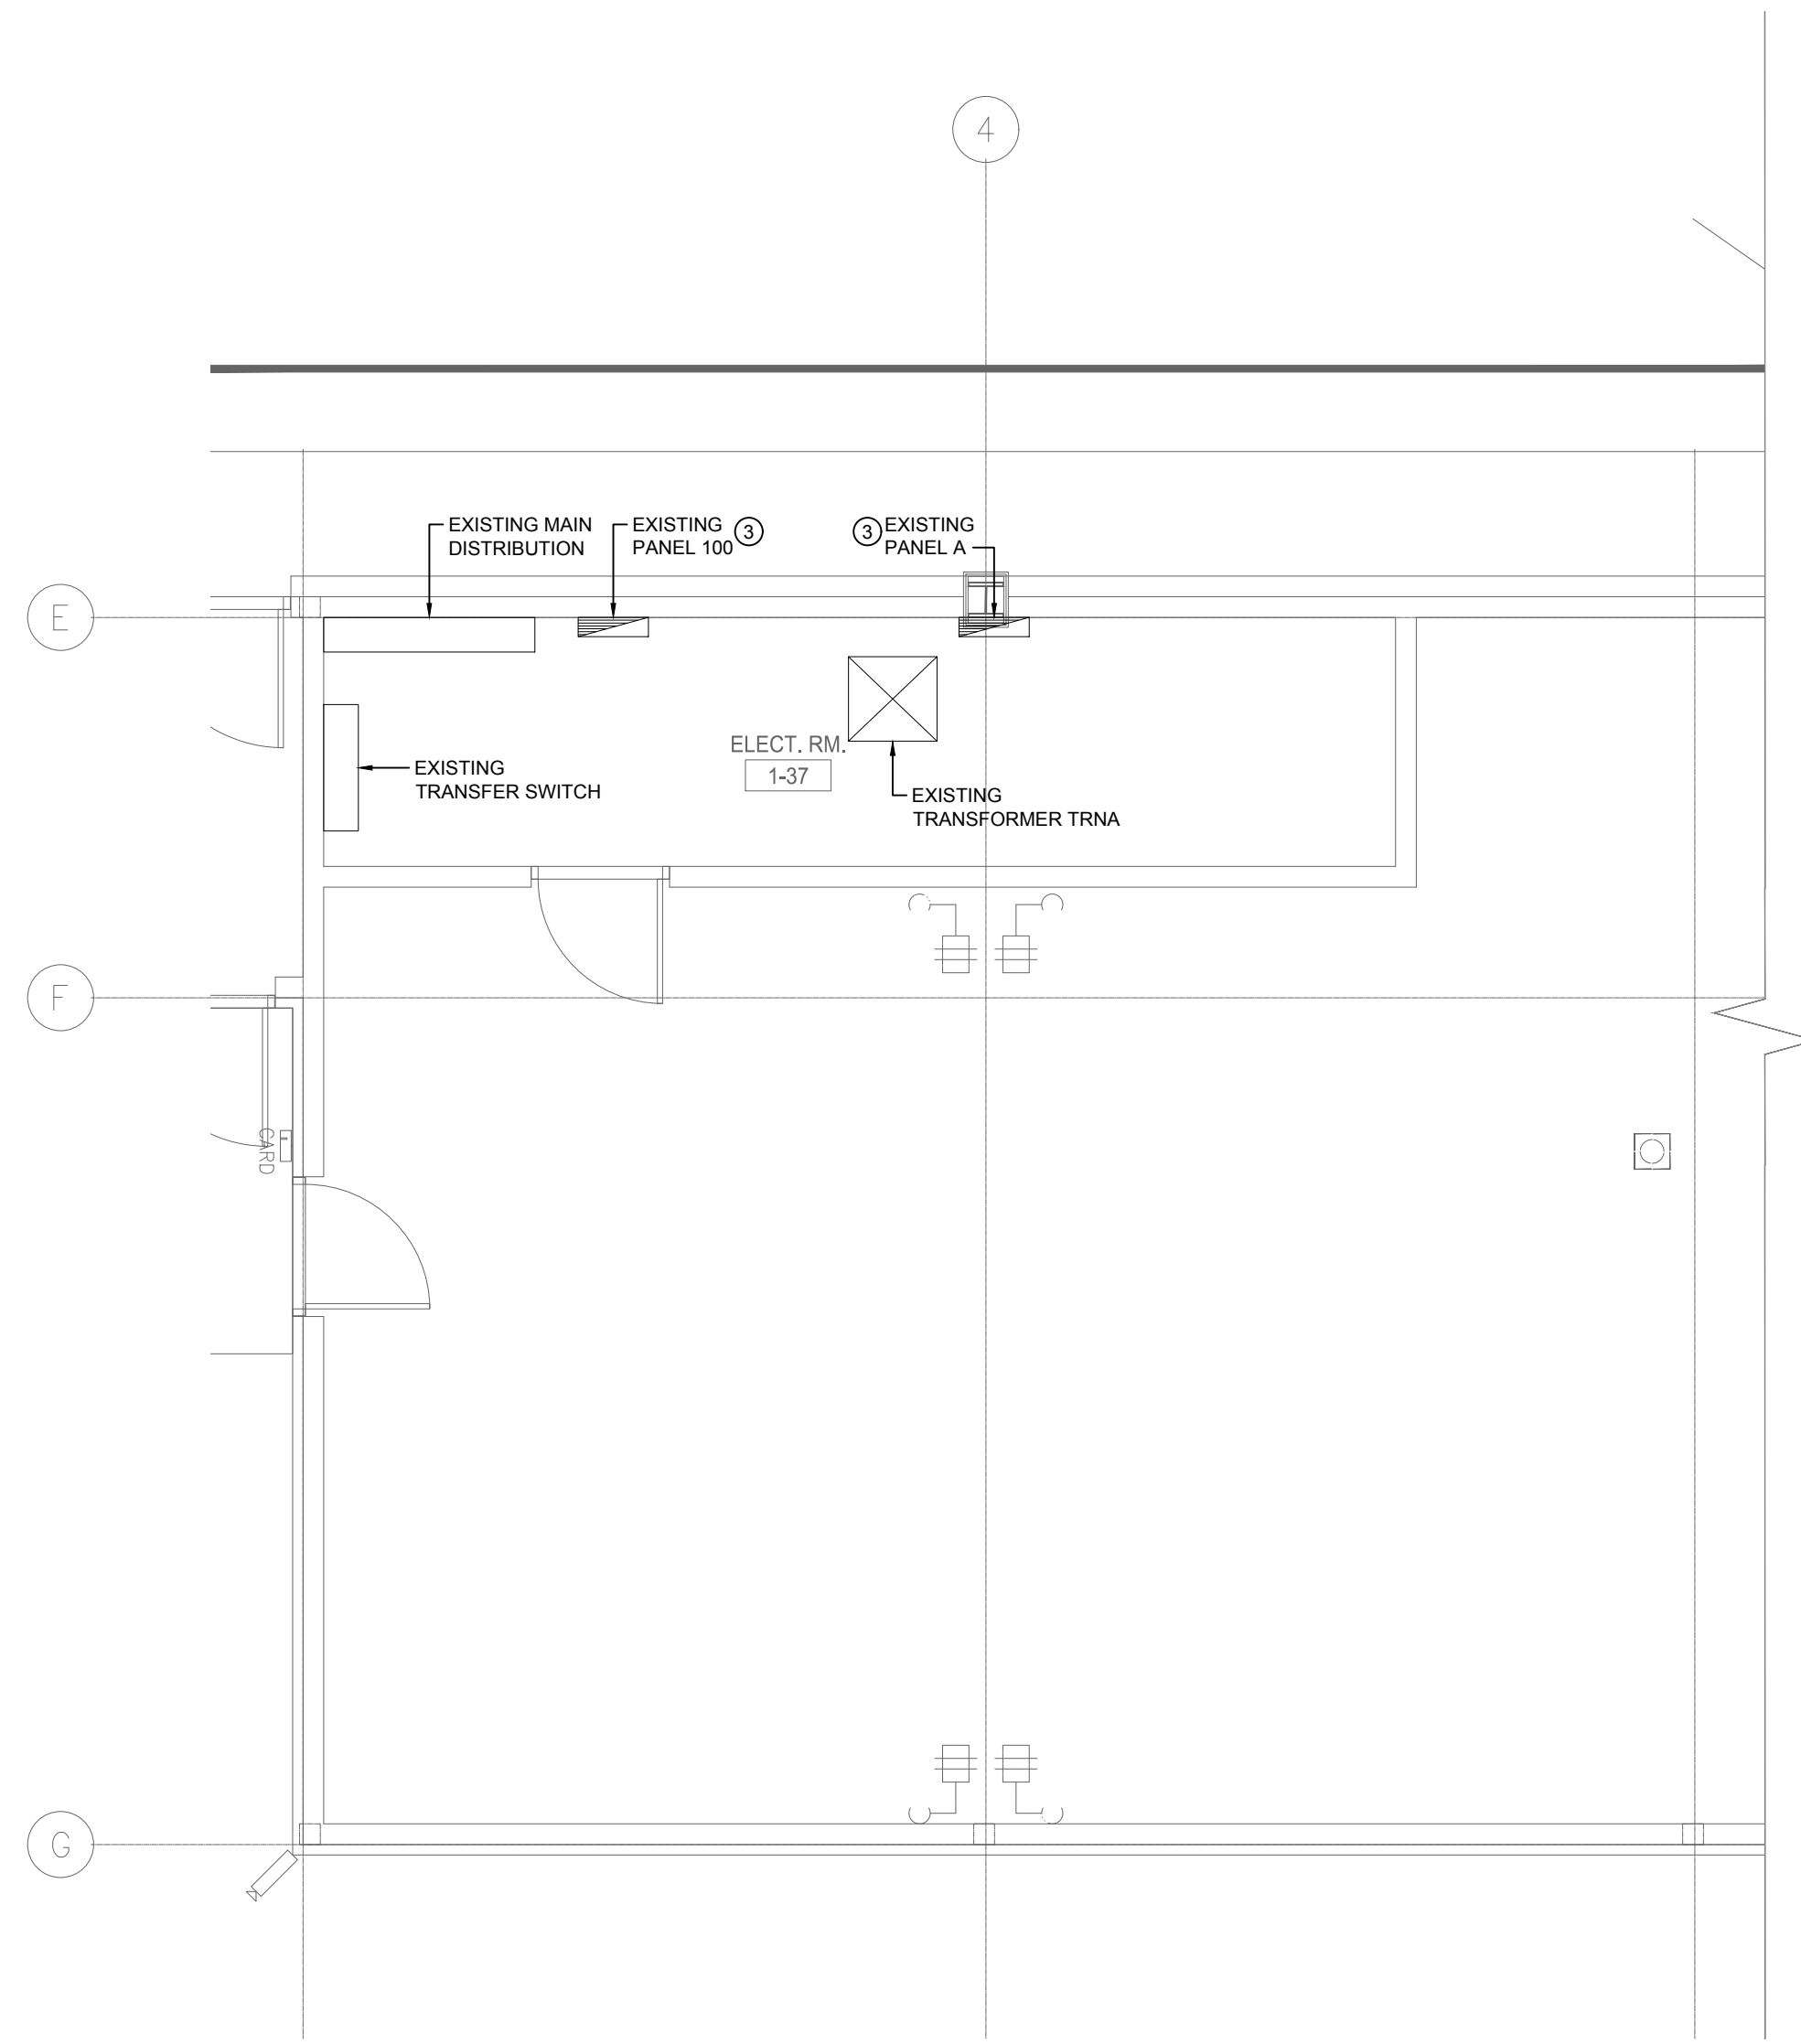 4
EXISTING MAIN
DISTRIBUTION
EXISTING
PANEL 100
3
3
EXISTING
PANEL A
E
ELECT. RM.
1-37
EXISTING
TRANSFER SWITCH
EXISTING
TRANSFORMER TRNA
F
CARD
G